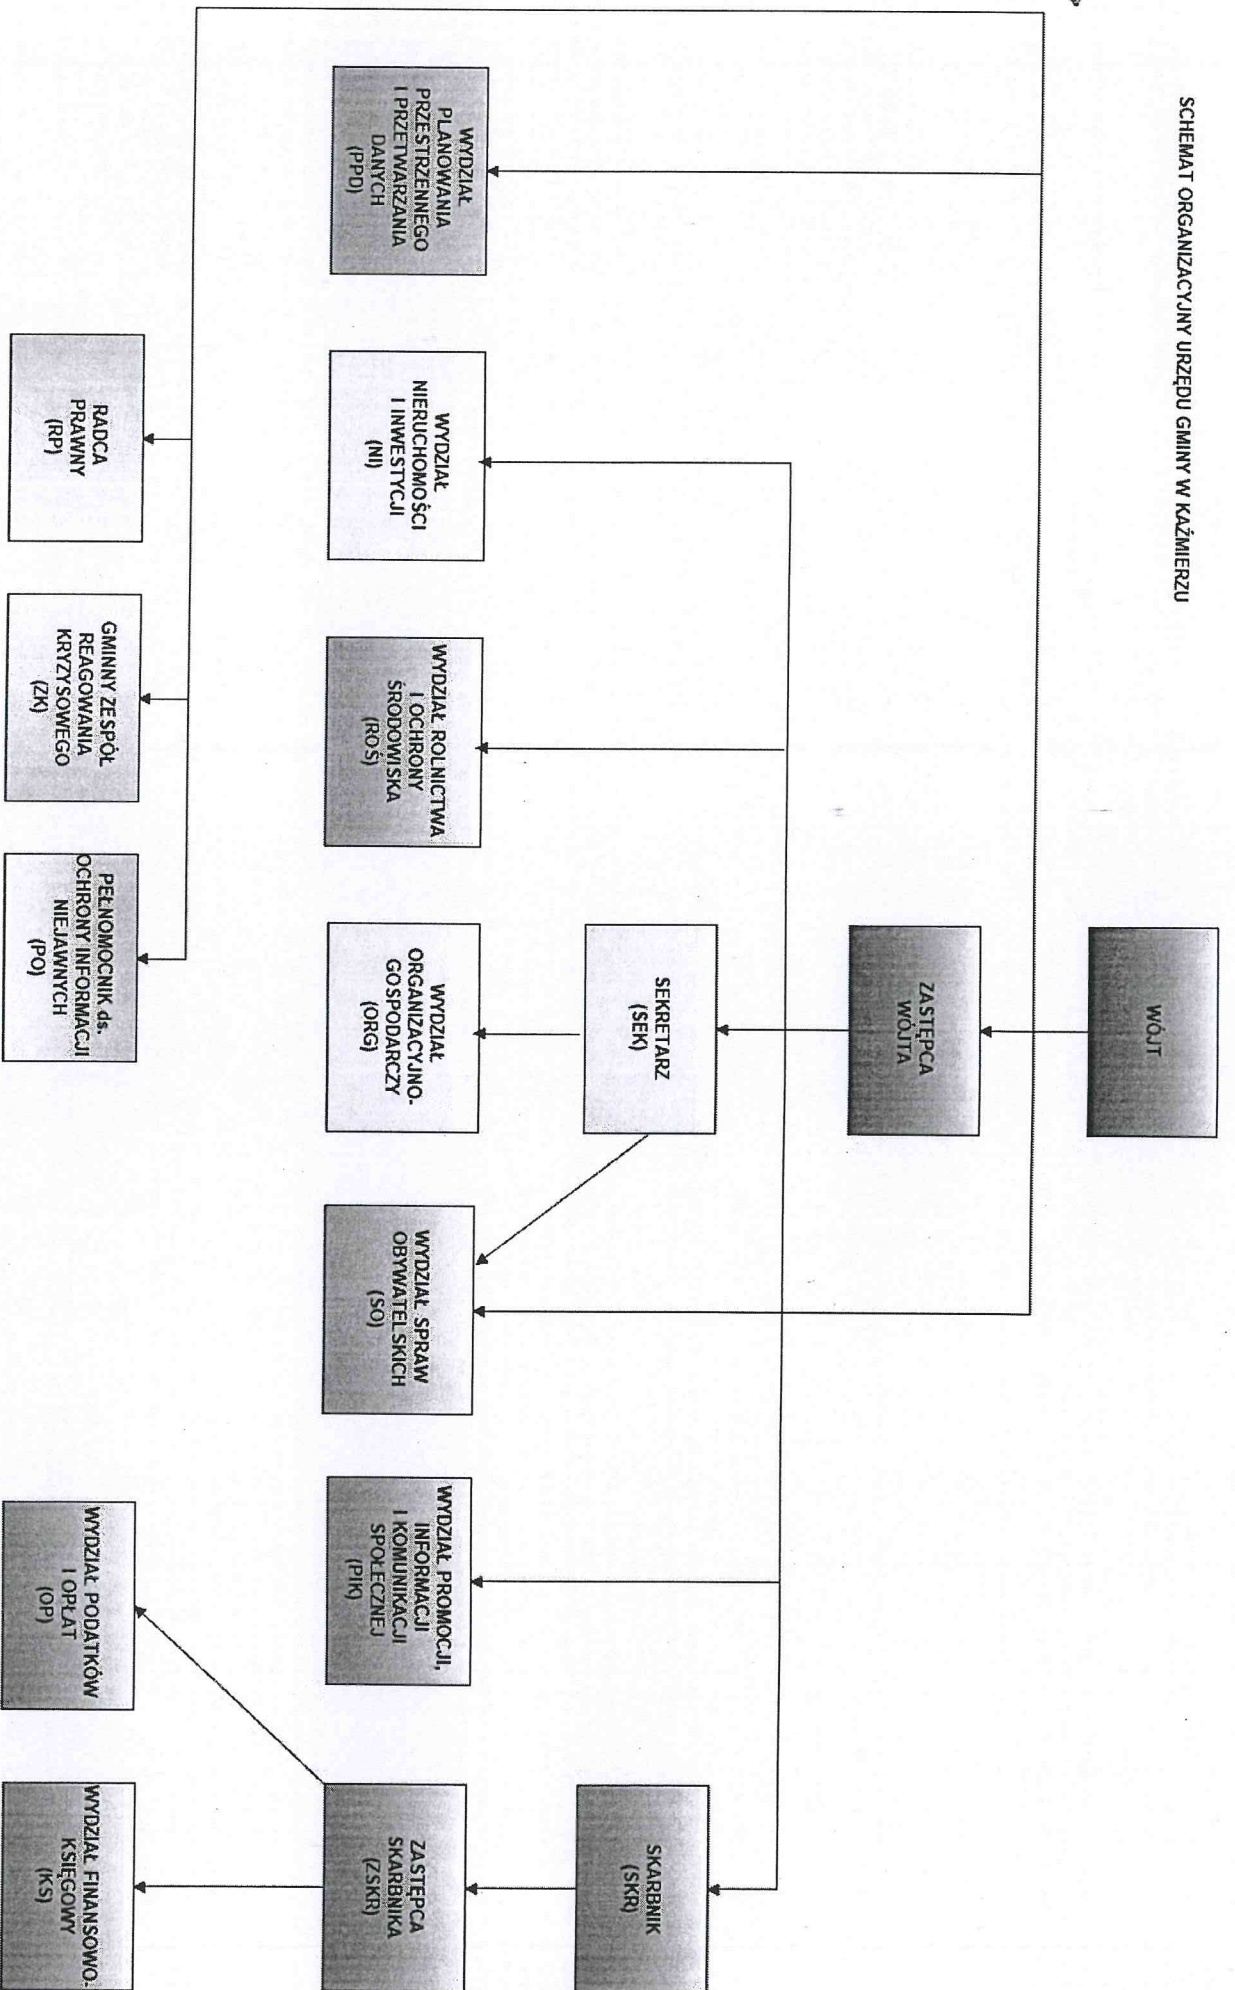 SCHEMAT ORGANIZACYJNY URZĘDU GMINY W KAŹMIERZU
WÓJT
ZASTĘPCA
WÓJTA
SEKRETARZ
(SEK)
SKARBNIK
(SKR)
WYDZIAŁ
PLANOWANIA
PRZESTRZENNEGO
I PRZETWARZANIA
DANYCH
(PPD)
WYDZIAŁ
NIERUCHOMOŚCI
I INWESTYCJI
(NI)
WYDZIAŁ ROLNICTWA
I OCHRONY
ŚRODOWISKA
(ROŚ)
WYDZIAŁ
ORGANIZACYJNO-
GOSPODARCZY
(ORG)
WYDZIAŁ SPRAW
OBYWATELSKICH
(SO)
WYDZIAŁ PROMOCJI,
INFORMACJI
I KOMUNIKACJI
SPOŁECZNEJ
(PIK)
ZASTĘPCA
SKARBNIKA
(ZSKR)
RADCA
PRAWNY
(RP)
GMINNY ZESPÓŁ
REAGOWANIA
KRYZYSOWEGO
(ZK)
PEŁNOMOCNIK ds.
OCHRONY INFORMACJI
NIEJAWNYCH
(PO)
WYDZIAŁ PODATKÓW
I OPŁAT
(OP)
WYDZIAŁ FINANSOWO-
KSIĘGOWY
(KS)